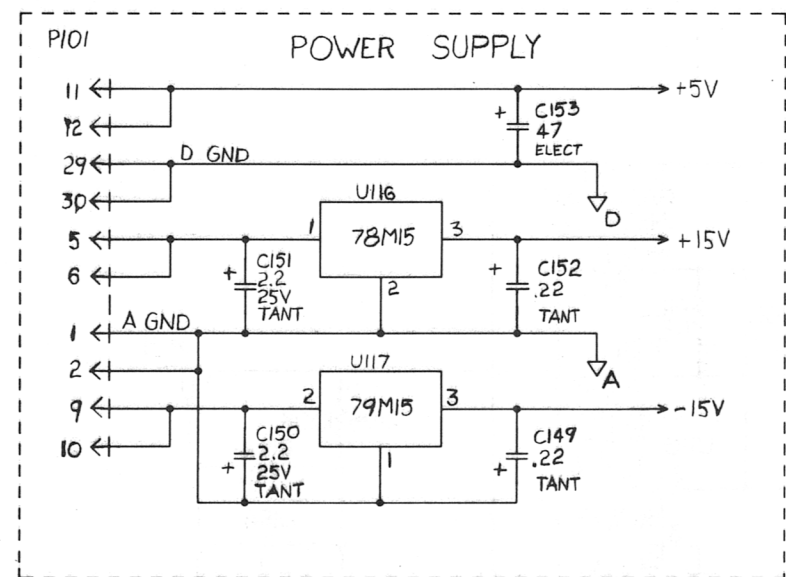 P101
POWER SUPPLY
11
+5V
12
+
C153
47
ELECT
29
D GND
30
D
U116
5
1
78M15
3
+15V
6
2
+
C151
2.2
25V
TANT
+
C152
.22
TANT
1
A GND
2
A
U117
9
2
79M15
3
-15V
10
1
+
C150
2.2
25V
TANT
+
C149
.22
TANT